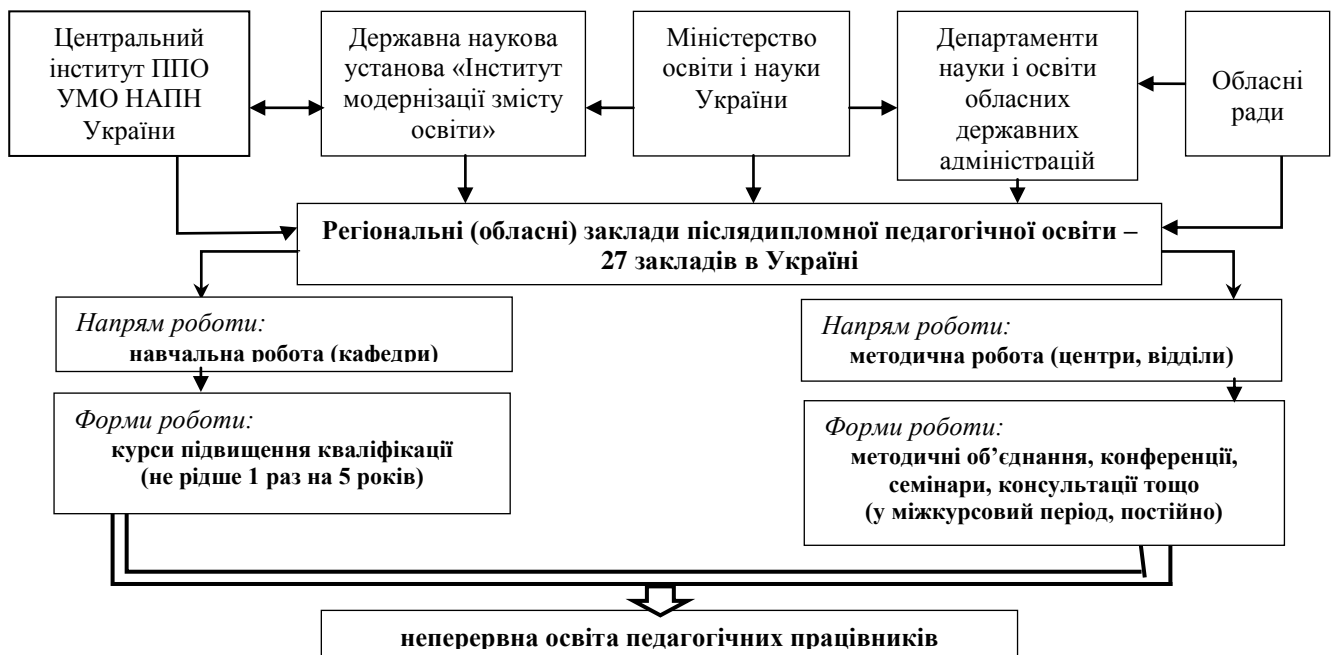 Центральний
інститут ППО
УМО НАПН
України
Державна наукова
установа «Інститут
модернізації змісту
освіти»
Міністерство
освіти і науки
України
Департаменти
науки і освіти
обласних
державних
адміністрацій
Обласні
ради
Регіональні (обласні) заклади післядипломної педагогічної освіти –
27 закладів в Україні
Напрям роботи:
навчальна робота (кафедри)
Напрям роботи:
методична робота (центри, відділи)
Форми роботи:
курси підвищення кваліфікації
(не рідше 1 раз на 5 років)
Форми роботи:
методичні об’єднання, конференції,
семінари, консультації тощо
(у міжкурсовий період, постійно)
неперервна освіта педагогічних працівників